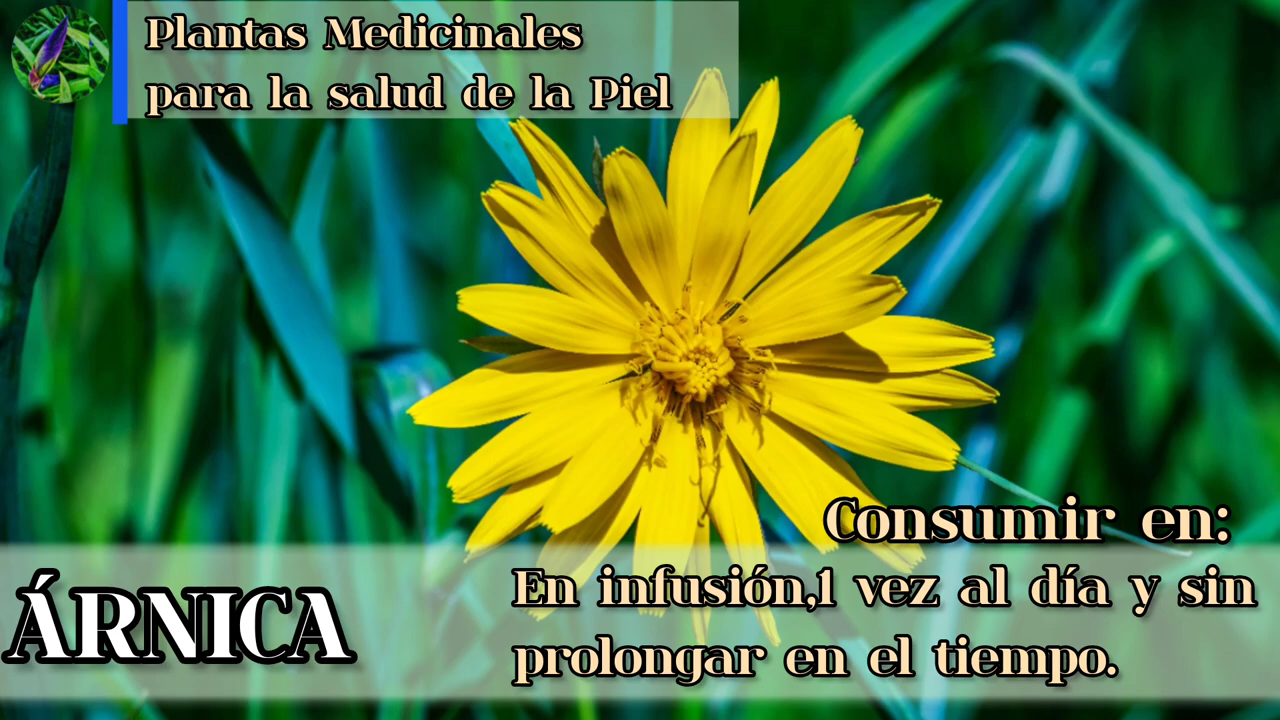 Plantas Medicinales
para la salud de la Piel
Consumir en:
En infusión,1 vez al día y sin
prolongar en el tiempo.
ÁRNICA